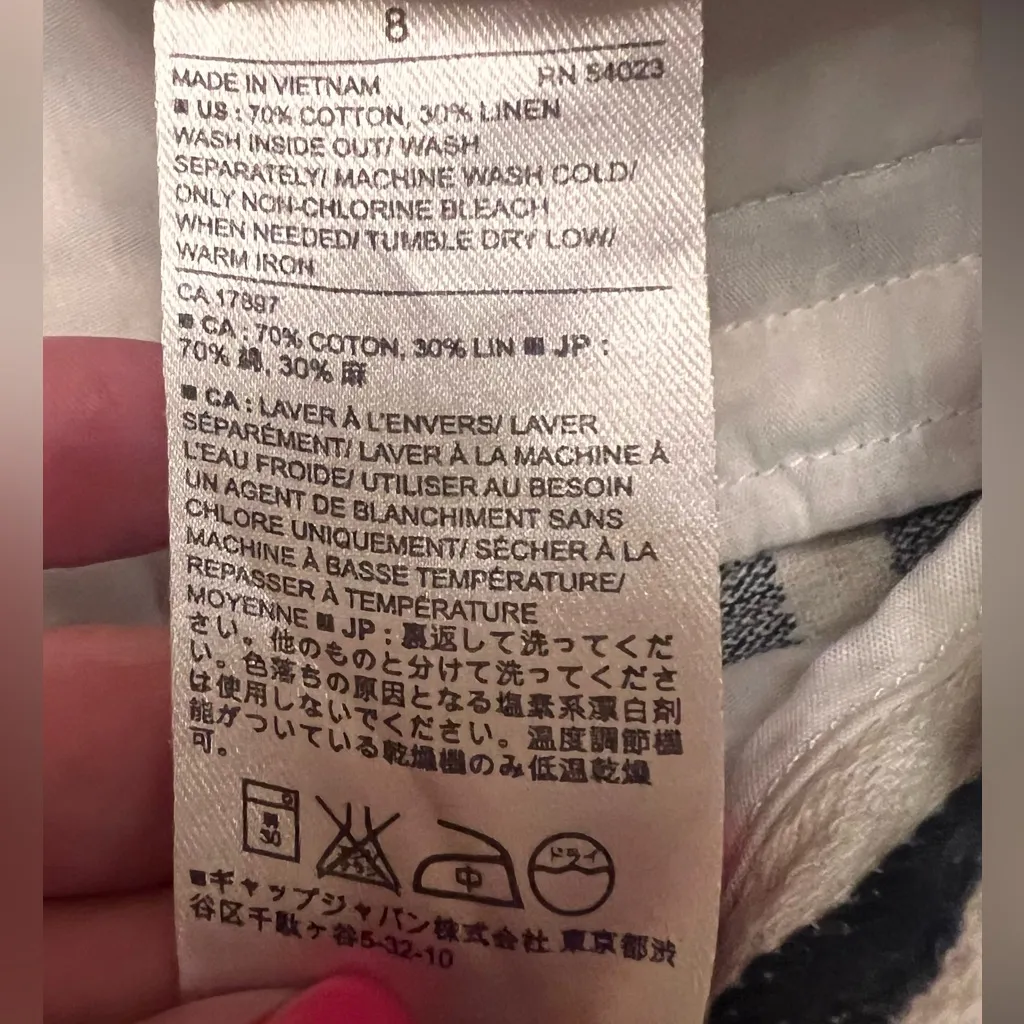 8
MADE IN VIETNAM RN 54023
■ US : 70% COTTON, 30% LINEN
WASH INSIDE OUT/ WASH
SEPARATELY/ MACHINE WASH COLD/
ONLY NON-CHLORINE BLEACH
WHEN NEEDED/ TUMBLE DRY LOW/
WARM IRON
CA 17897
■ CA : 70% COTON, 30% LIN ■ JP :
70% 綿, 30% 麻
■ CA : LAVER À L'ENVERS/ LAVER
SÉPARÉMENT/ LAVER À LA MACHINE À
L'EAU FROIDE/ UTILISER AU BESOIN
UN AGENT DE BLANCHIMENT SANS
CHLORE UNIQUEMENT/ SÉCHER À LA
MACHINE À BASSE TEMPÉRATURE/
REPASSER À TEMPÉRATURE
MOYENNE ■ JP : 裏返して洗ってくだ
さい。他のものと分けて洗ってくださ
い。色落ちの原因となる塩素系漂白剤
は使用しないでください。温度調節機
能がついている乾燥機のみ低温乾燥
可。
30
中
ドライ
■ギャップジャパン株式会社 東京都渋
谷区千駄ヶ谷5-32-10